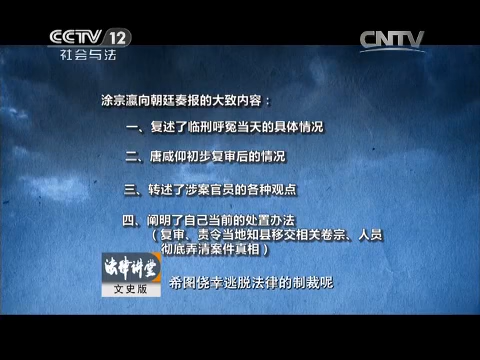 CCTV 12
社会与法
CNTV
涂宗瀛向朝廷奏报的大致内容：
一、复述了临刑呼冤当天的具体情况
二、唐咸仰初步复审后的情况
三、转述了涉案官员的各种观点
四、阐明了自己当前的处置办法
（复审、责令当地知县移交相关卷宗、人员
彻底弄清案件真相）
法律讲堂
文史版
希图侥幸逃脱法律的制裁呢